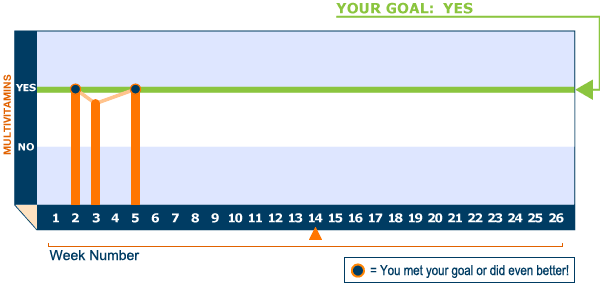 YOUR GOAL: YES
MULTIVITAMINS
YES
NO
1 2 3 4 5 6 7 8 9 10 11 12 13 14 15 16 17 18 19 20 21 22 23 24 25 26
Week Number
= You met your goal or did even better!